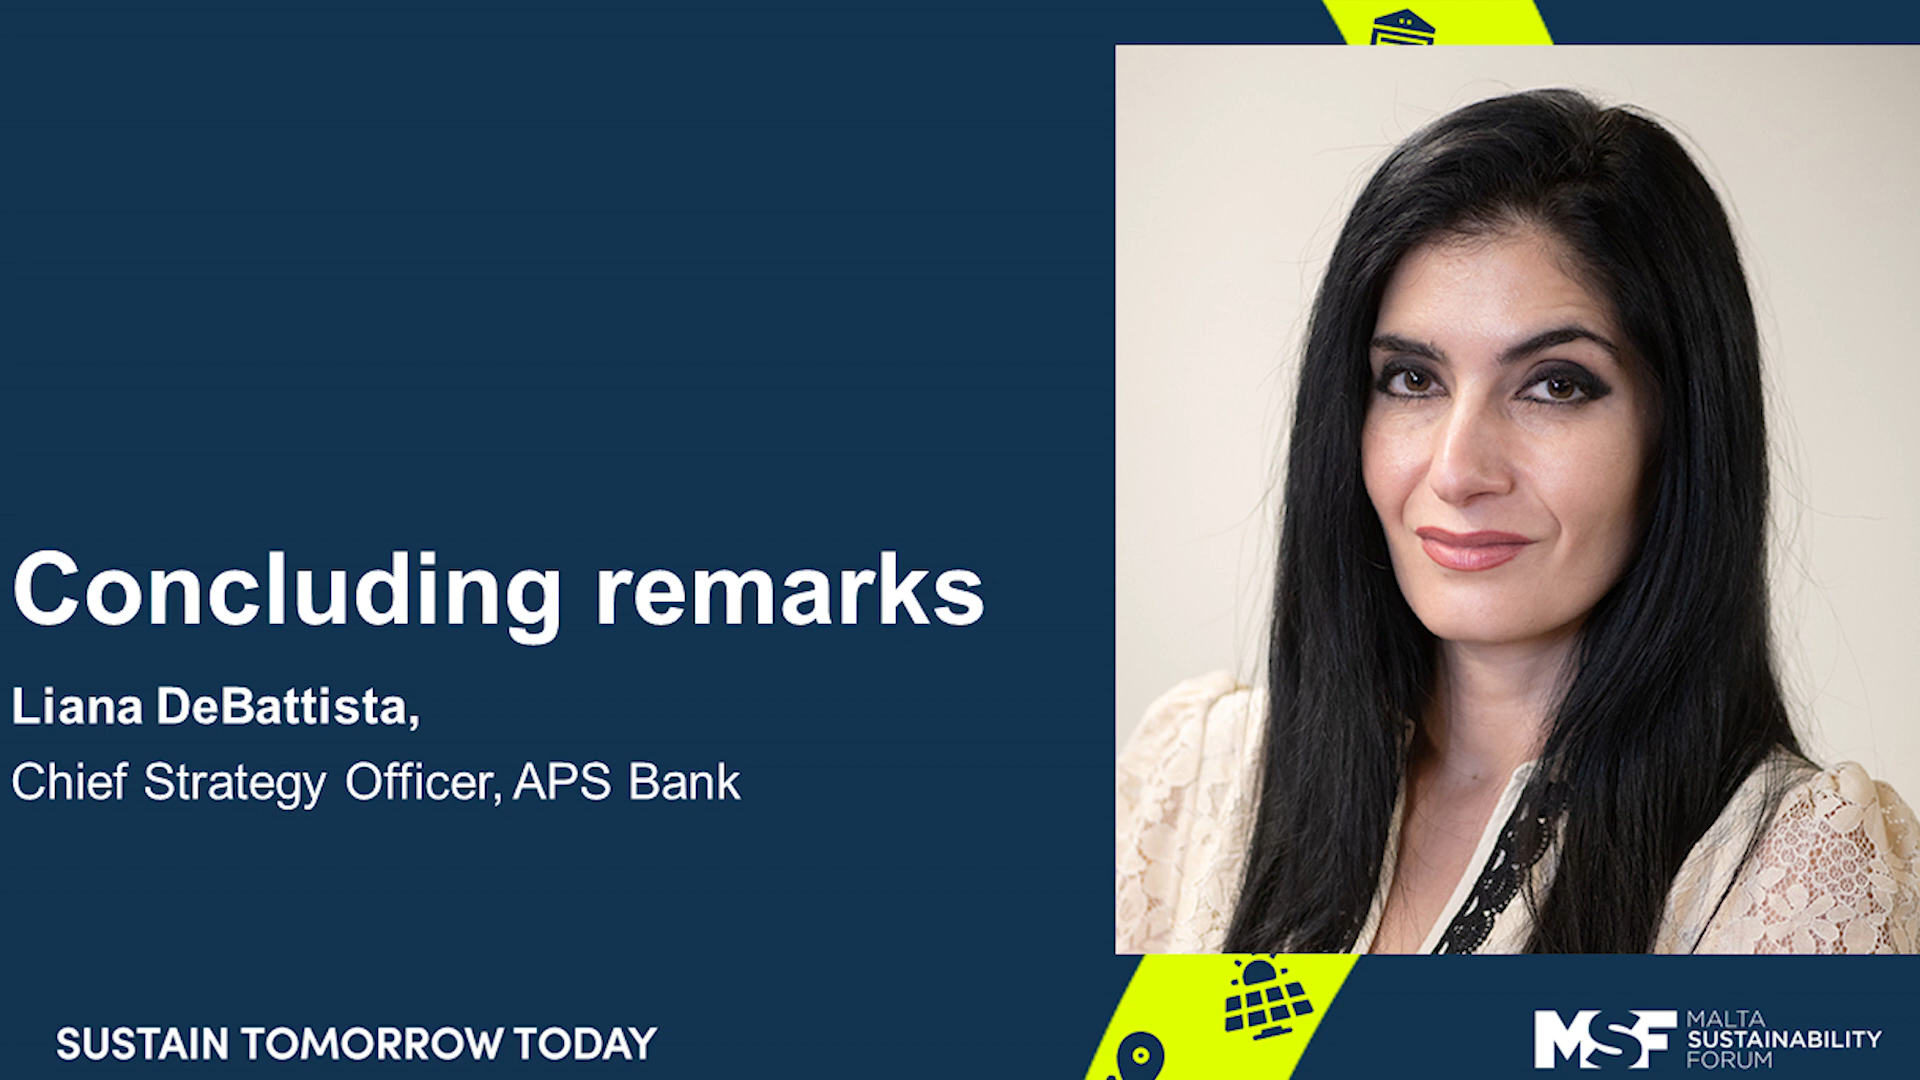 Concluding remarks
Liana DeBattista,
Chief Strategy Officer, APS Bank
SUSTAIN TOMORROW TODAY
MSF
MALTA
SUSTAINABILITY
FORUM